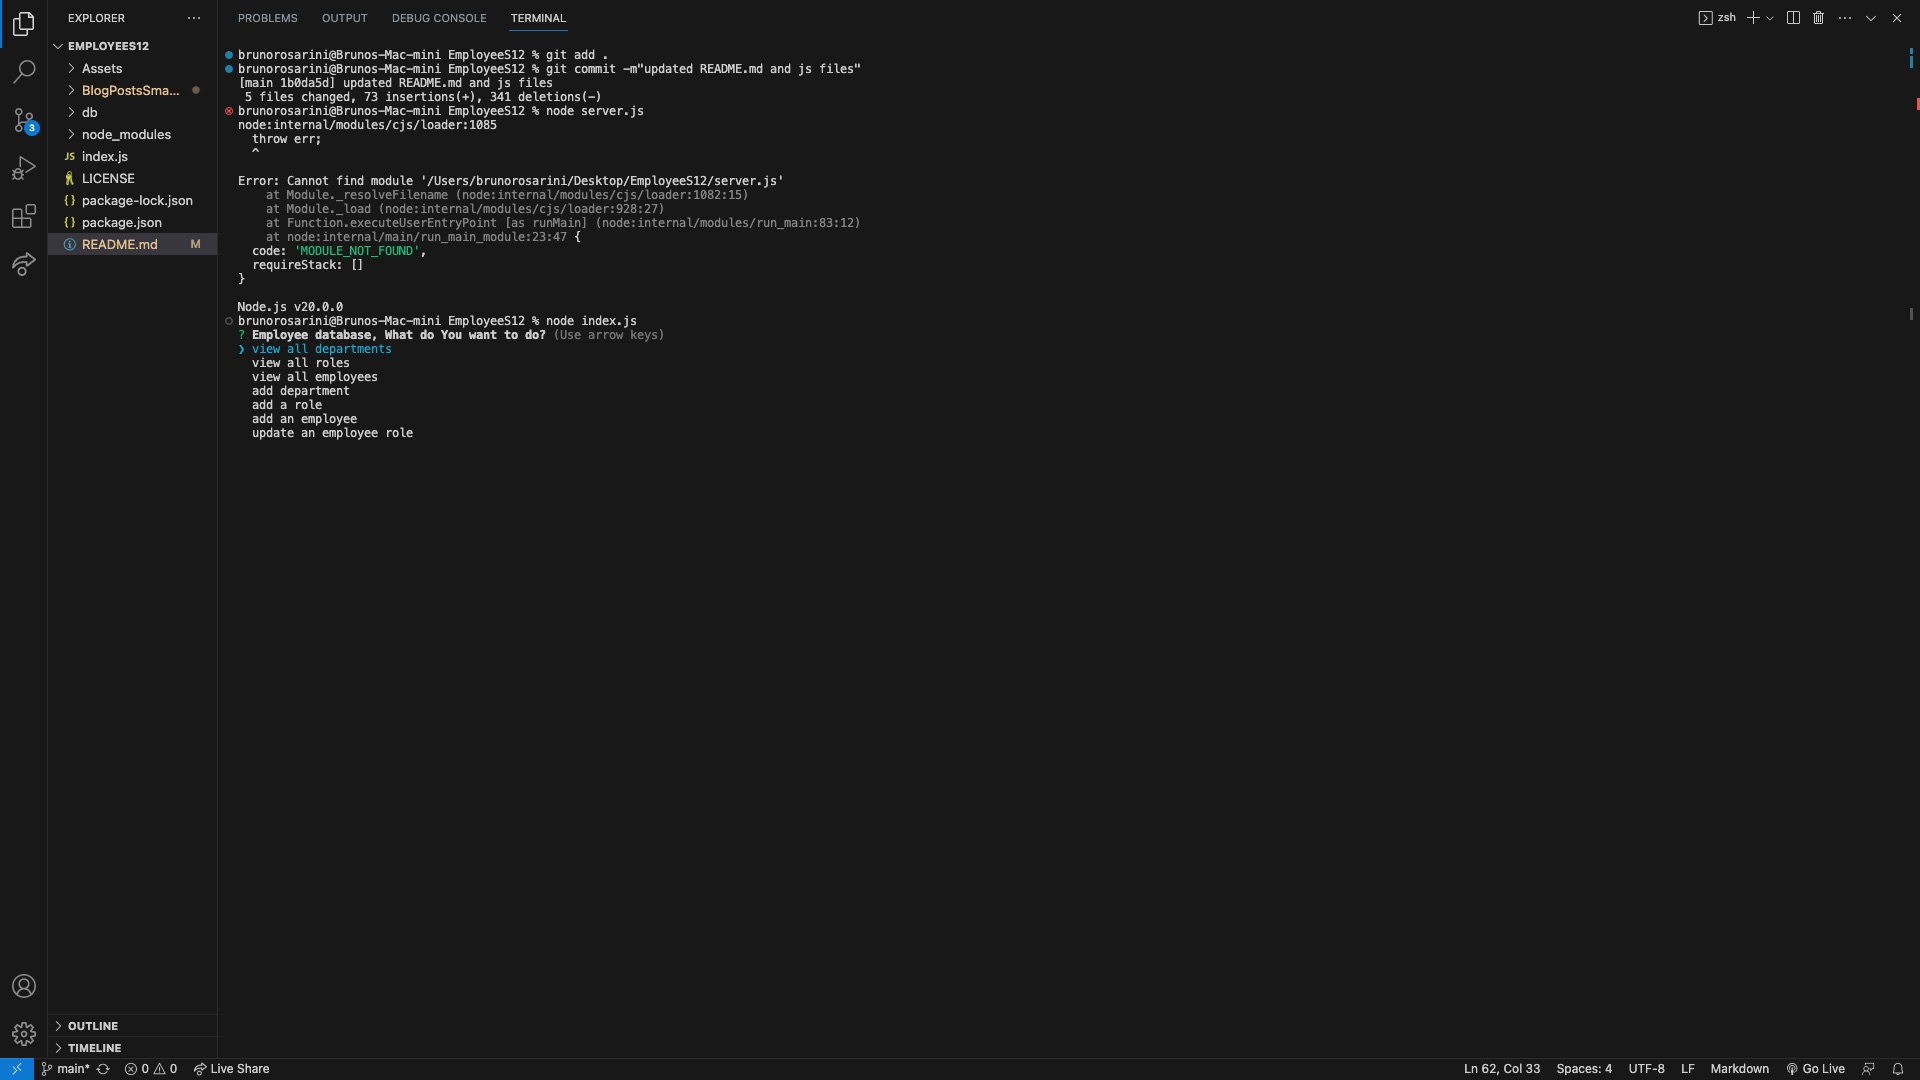 EXPLORER
EMPLOYEES12
Assets
BlogPostsSma...
db
node_modules
JS index.js
LICENSE
{} package-lock.json
{} package.json
README.md M
3
OUTLINE
TIMELINE
PROBLEMS OUTPUT DEBUG CONSOLE TERMINAL
zsh
brunorosarini@Brunos-Mac-mini EmployeeS12 % git add .
brunorosarini@Brunos-Mac-mini EmployeeS12 % git commit -m"updated README.md and js files"
[main 1b0da5d] updated README.md and js files
5 files changed, 73 insertions(+), 341 deletions(-)
brunorosarini@Brunos-Mac-mini EmployeeS12 % node server.js
node:internal/modules/cjs/loader:1085
throw err;
^
Error: Cannot find module '/Users/brunorosarini/Desktop/EmployeeS12/server.js'
at Module._resolveFilename (node:internal/modules/cjs/loader:1082:15)
at Module._load (node:internal/modules/cjs/loader:928:27)
at Function.executeUserEntryPoint [as runMain] (node:internal/modules/run_main:83:12)
at node:internal/main/run_main_module:23:47 {
code: 'MODULE_NOT_FOUND',
requireStack: []
}
Node.js v20.0.0
brunorosarini@Brunos-Mac-mini EmployeeS12 % node index.js
? Employee database, What do You want to do? (Use arrow keys)
❯ view all departments
view all roles
view all employees
add department
add a role
add an employee
update an employee role
main* 0 0 Live Share
Ln 62, Col 33 Spaces: 4 UTF-8 LF Markdown Go Live